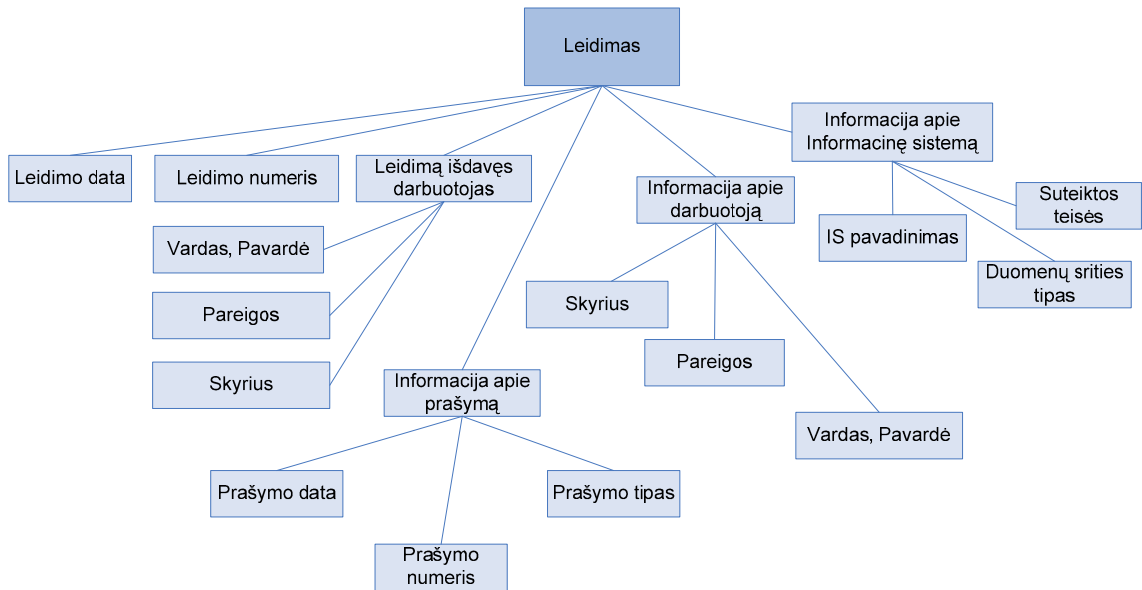 Leidimas
Informacija apie
Informacinę sistemą
Leidimo data
Leidimo numeris
Leidimą išdavęs
darbuotojas
Informacija apie
darbuotoją
Suteiktos
teisės
IS pavadinimas
Vardas, Pavardė
Duomenų srities
tipas
Skyrius
Pareigos
Pareigos
Skyrius
Informacija apie
prašymą
Vardas, Pavardė
Prašymo data
Prašymo tipas
Prašymo
numeris